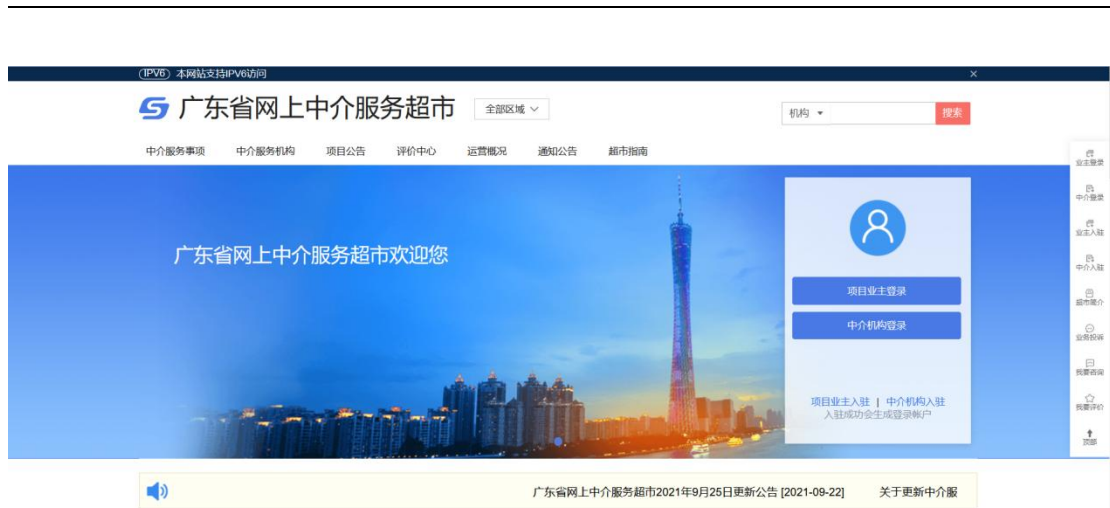 IPV6 本网站支持IPV6访问
×
广东省网上中介服务超市 全部区域
机构 搜索
中介服务事项 中介服务机构 项目公告 评价中心 运营概况 通知公告 超市指南
广东省网上中介服务超市欢迎您
项目业主登录
中介机构登录
项目业主入驻 | 中介机构入驻
入驻成功会生成登录帐户
业主登录
中介登录
业主入驻
中介入驻
超市简介
业务投诉
我要咨询
我要评价
顶部
广东省网上中介服务超市2021年9月25日更新公告 [2021-09-22] 关于更新中介服